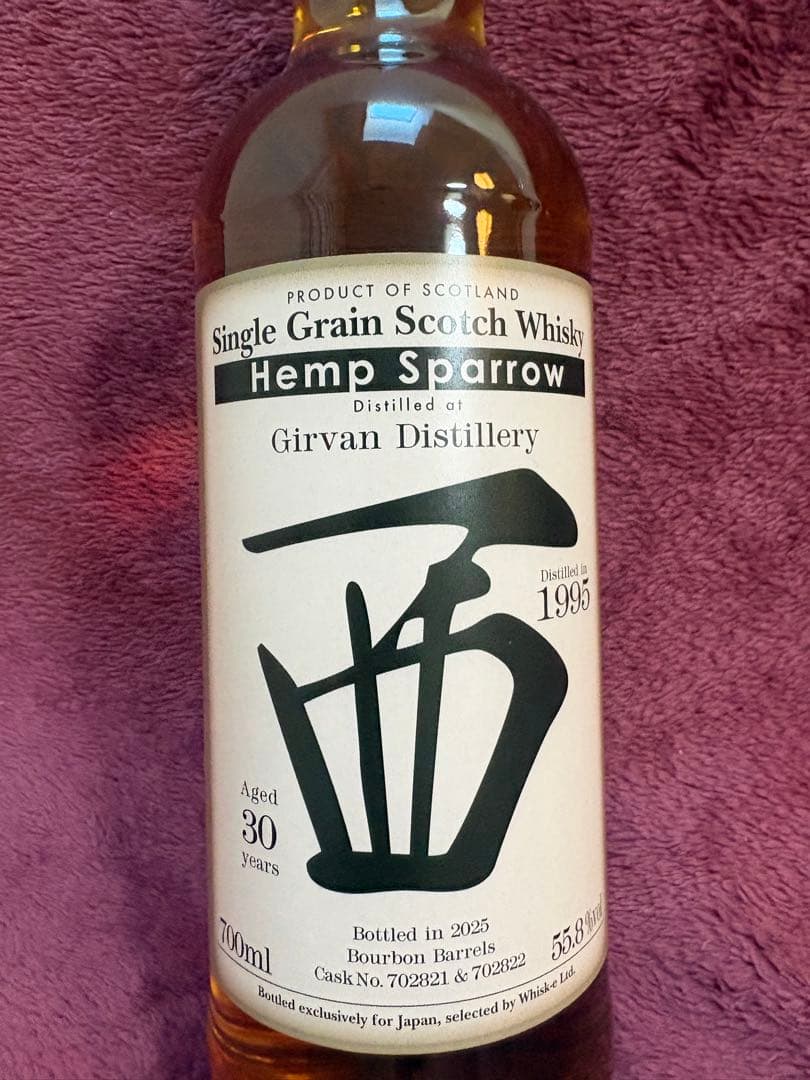 PRODUCT OF SCOTLAND
Single Grain Scotch Whisky
Hemp Sparrow
Distilled at
Girvan Distillery
西
Distilled in
1995
Aged
30
years
700ml
Bottled in 2025
Bourbon Barrels
Cask No. 702821 & 702822
55.8%vol
Bottled exclusively for Japan, selected by Whisk-e Ltd.